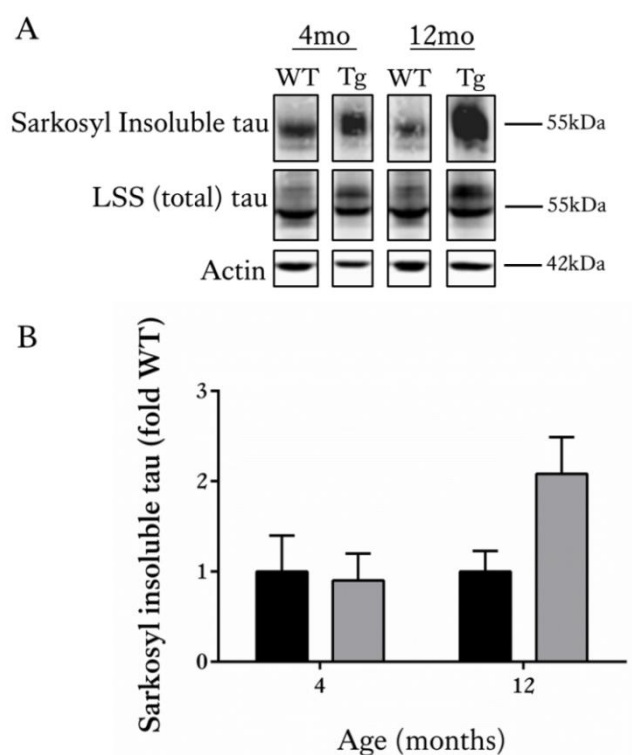 A
4mo 12mo
WT Tg WT Tg
Sarkosyl Insoluble tau 55kDa
LSS (total) tau 55kDa
Actin 42kDa
B
Sarkosyl insoluble tau (fold WT)
3
2
1
0
4 12
Age (months)